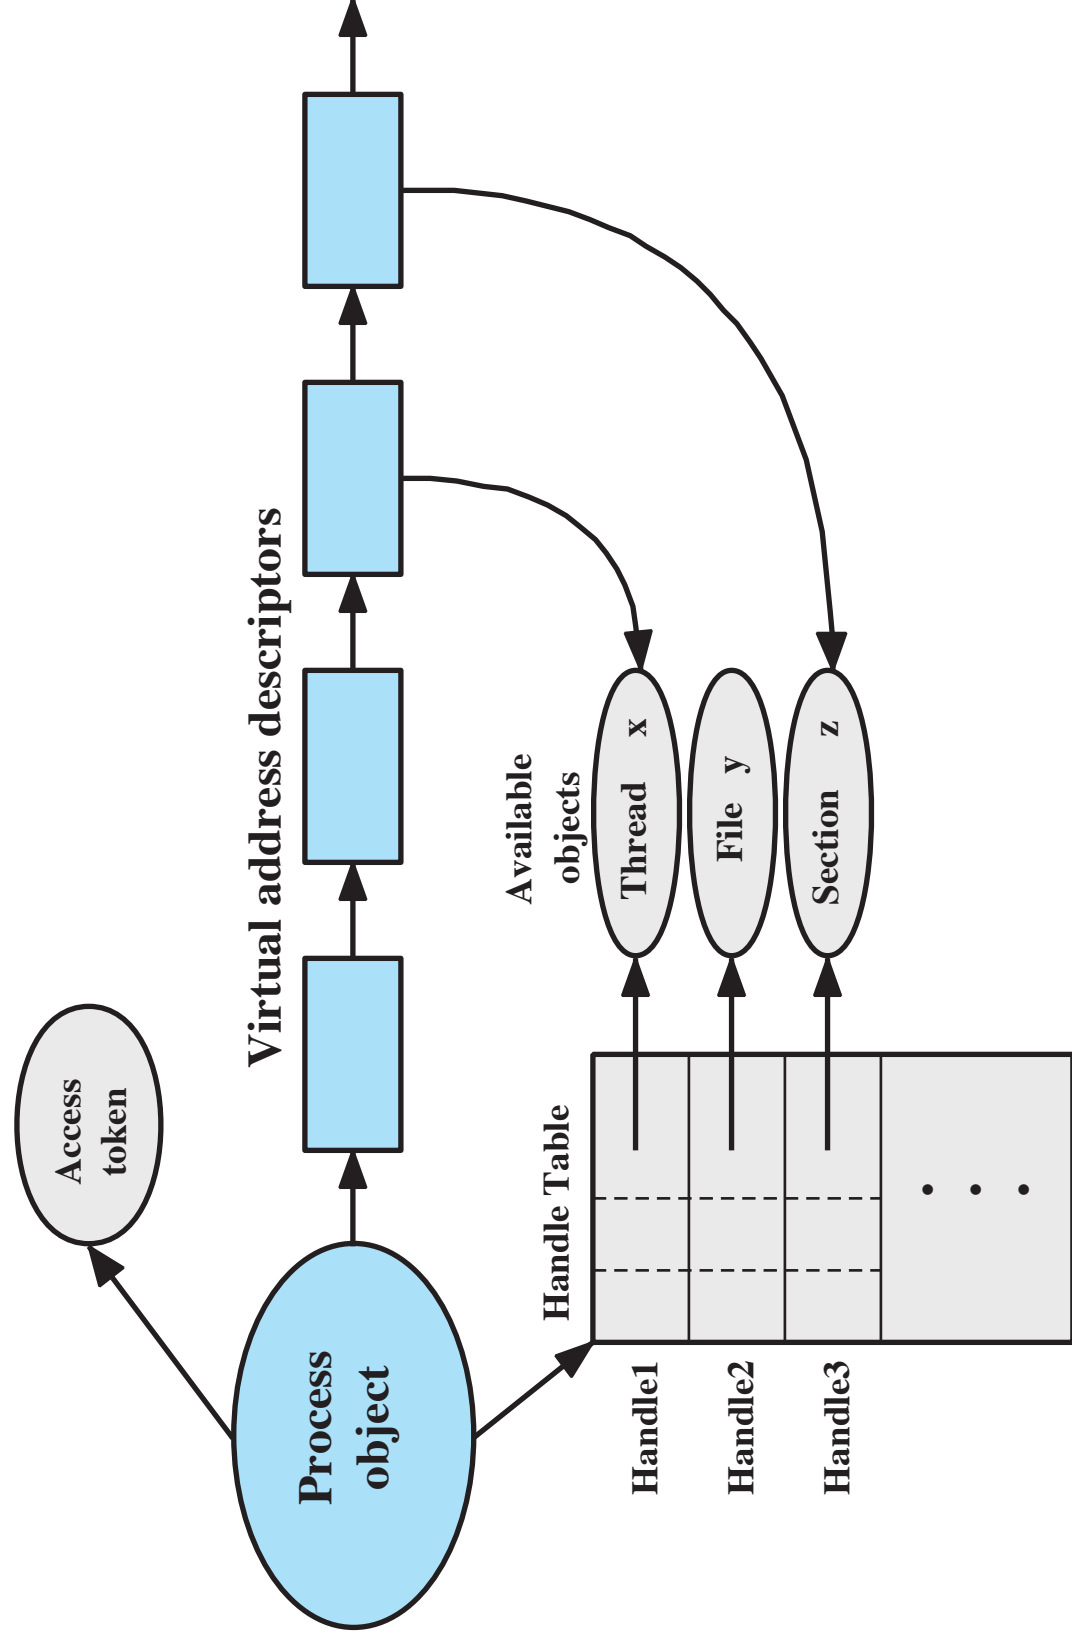 Access
token
Virtual address descriptors
Process
object
Available
objects
Handle Table
Handle1
Thread x
Handle2
File y
Handle3
Section z